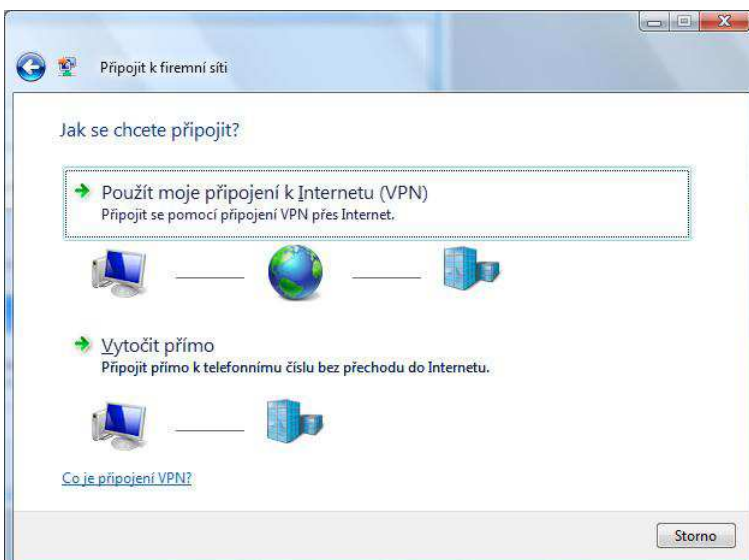 Připojit k firemní síti
Jak se chcete připojit?
Použít moje připojení k Internetu (VPN)
Připojit se pomocí připojení VPN přes Internet.
Vytočit přímo
Připojit přímo k telefonnímu číslu bez přechodu do Internetu.
Co je připojení VPN?
Storno